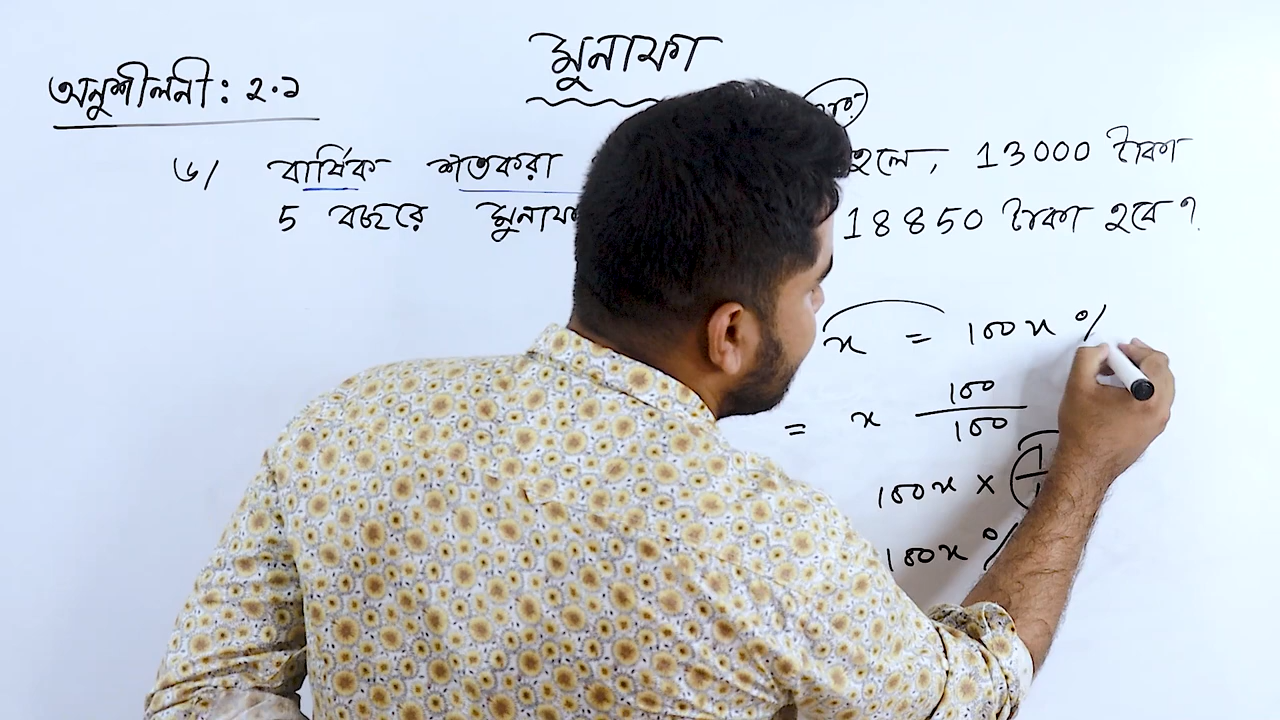 মুনাফা
অনুশীলনী: ২.১
৬/ বার্ষিক শতকরা হলে, 13000 টাকা
5 বছরে 18850 টাকা হবে?
x = 100x %
= x 100/100
100x ×
100x %